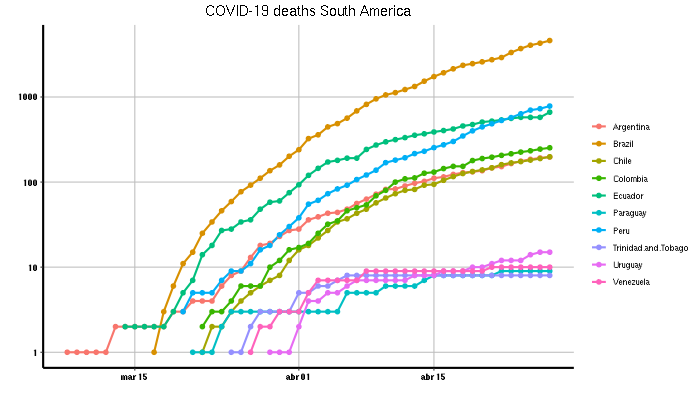 COVID-19 deaths South America
1000
100
10
1
mar 15
abr 01
abr 15
Argentina
Brazil
Chile
Colombia
Ecuador
Paraguay
Peru
Trinidad.and.Tobago
Uruguay
Venezuela